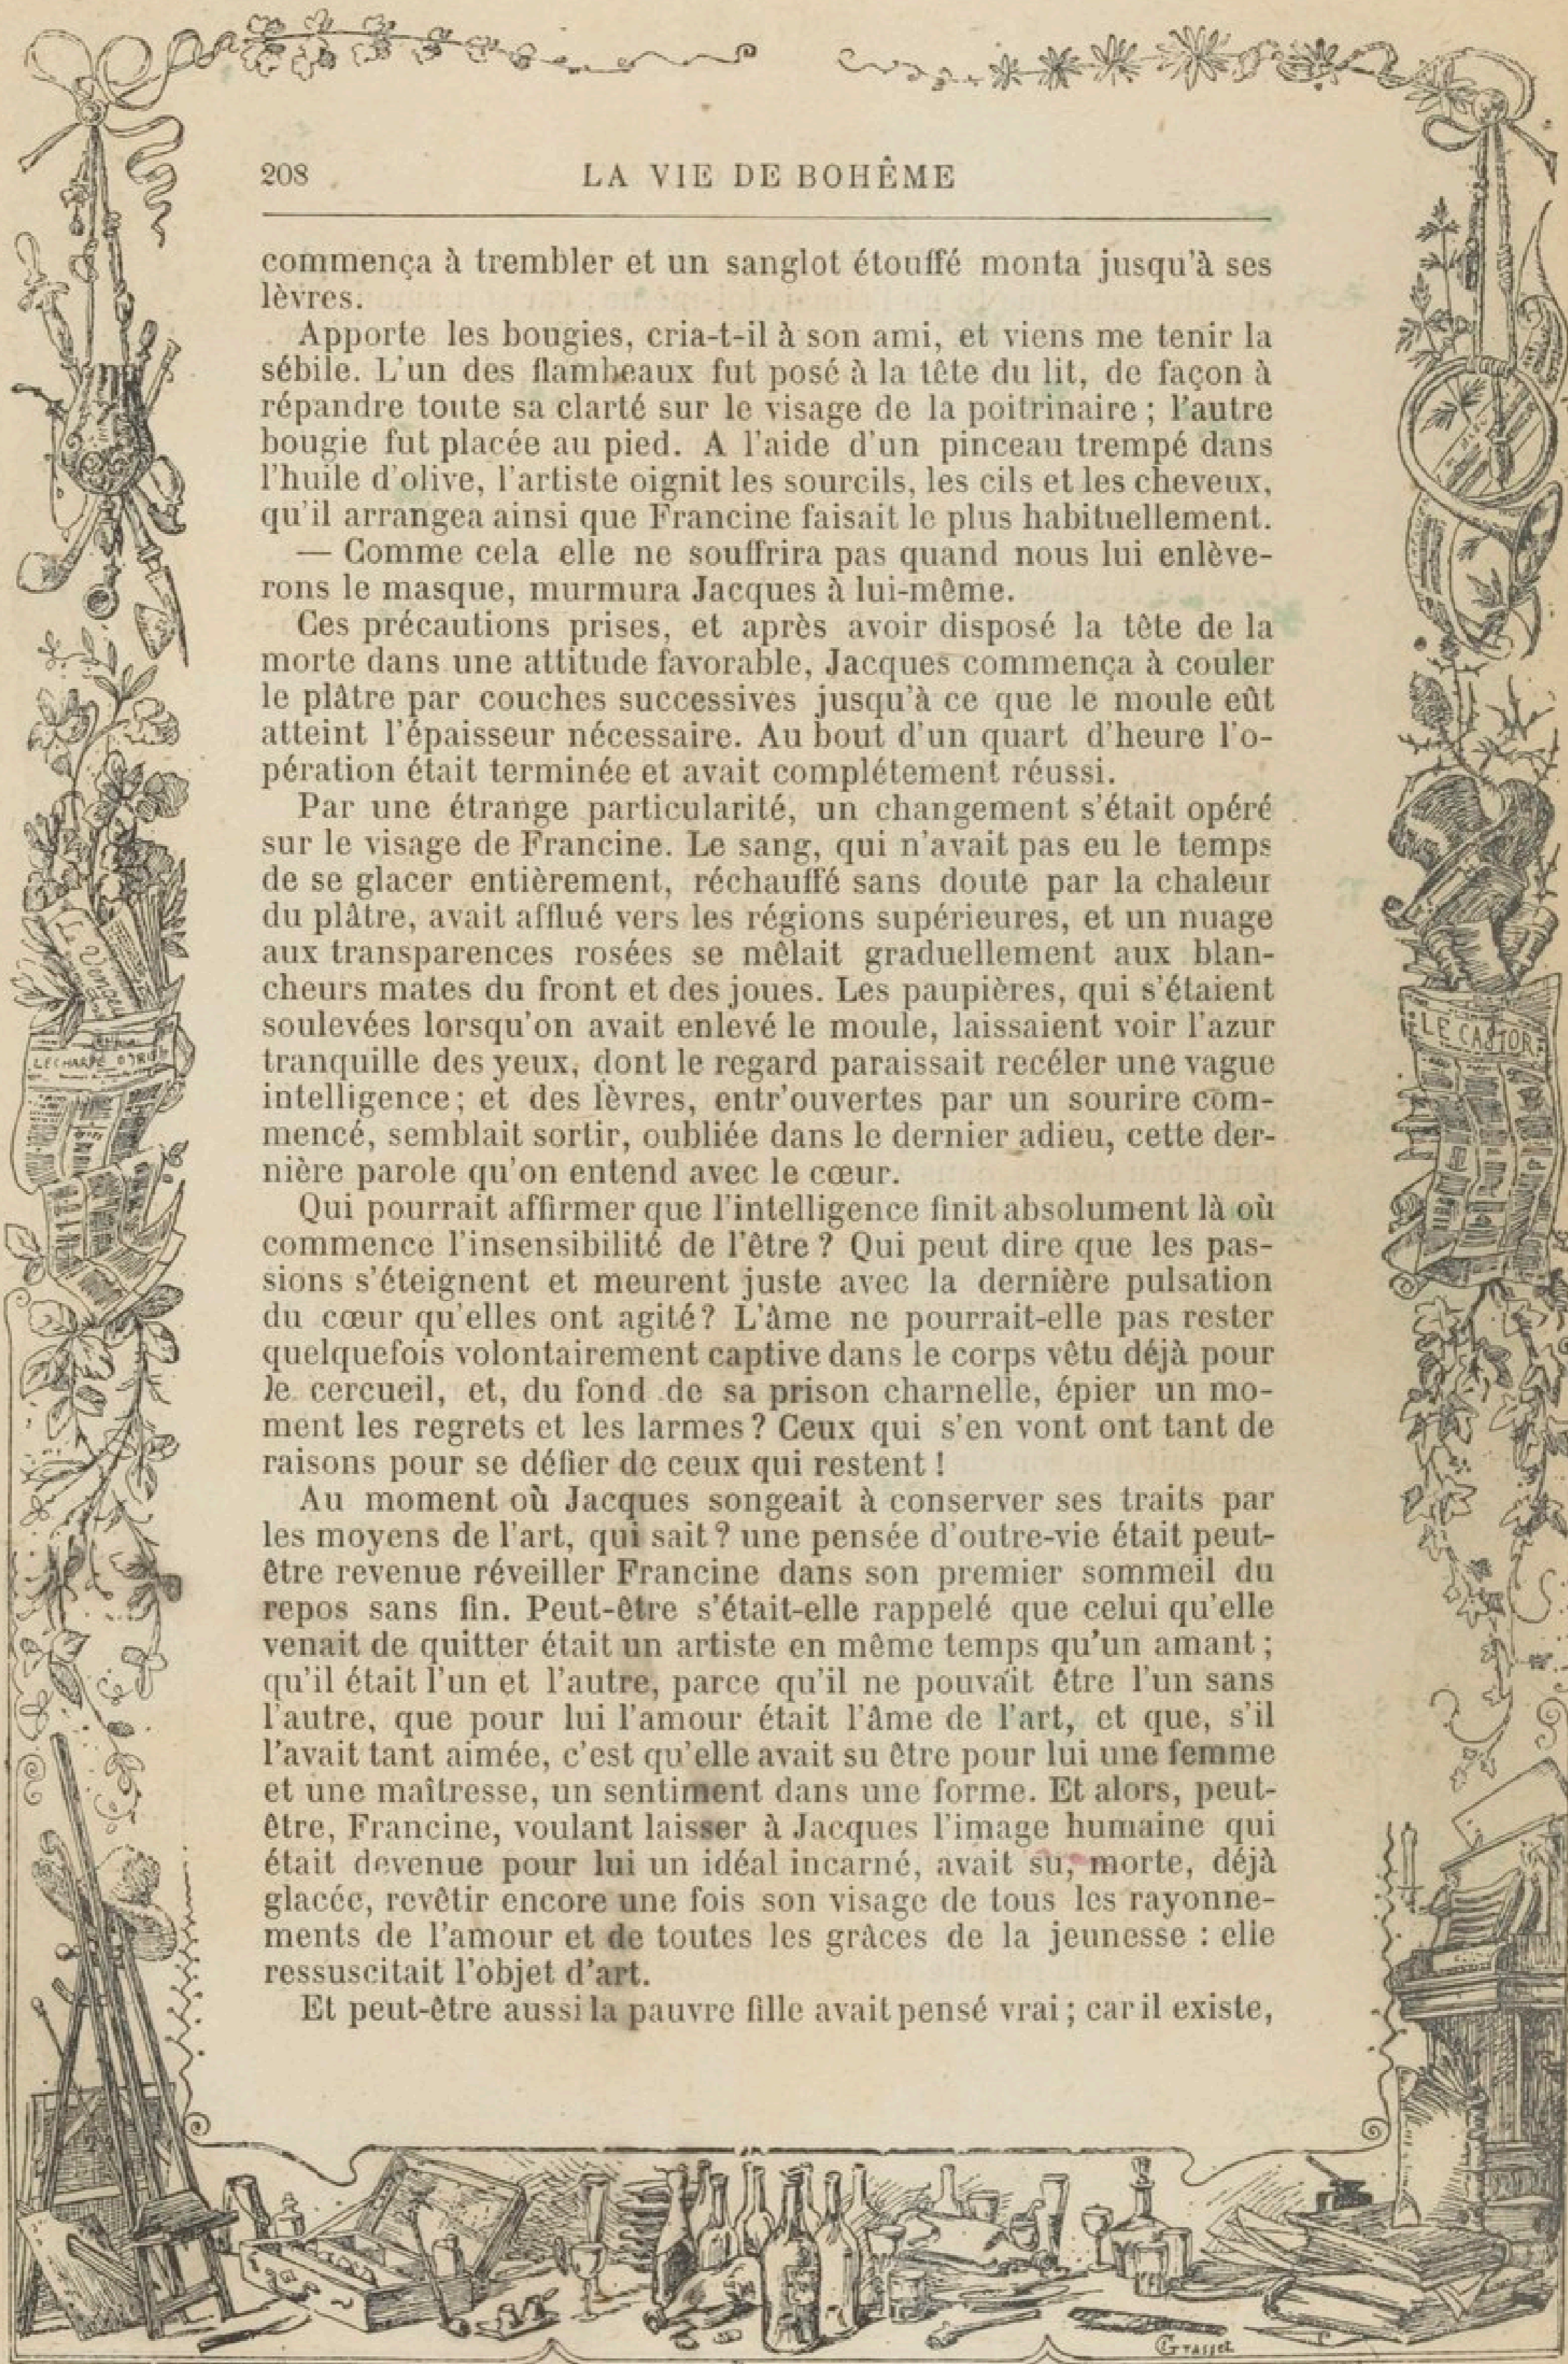 208 LA VIE DE BOHÊME
commença à trembler et un sanglot étouffé monta jusqu'à ses
lèvres.
Apporte les bougies, cria-t-il à son ami, et viens me tenir la
sébile. L'un des flambeaux fut posé à la tête du lit, de façon à
répandre toute sa clarté sur le visage de la poitrinaire ; l'autre
bougie fut placée au pied. A l'aide d'un pinceau trempé dans
l'huile d'olive, l'artiste oignit les sourcils, les cils et les cheveux,
qu'il arrangea ainsi que Francine faisait le plus habituellement.
— Comme cela elle ne souffrira pas quand nous lui enlève-
rons le masque, murmura Jacques à lui-même.
Ces précautions prises, et après avoir disposé la tête de la
morte dans une attitude favorable, Jacques commença à couler
le plâtre par couches successives jusqu'à ce que le moule eût
atteint l'épaisseur nécessaire. Au bout d'un quart d'heure l'o-
pération était terminée et avait complétement réussi.
Par une étrange particularité, un changement s'était opéré
sur le visage de Francine. Le sang, qui n'avait pas eu le temps
de se glacer entièrement, réchauffé sans doute par la chaleur
du plâtre, avait afflué vers les régions supérieures, et un nuage
aux transparences rosées se mêlait graduellement aux blan-
cheurs mates du front et des joues. Les paupières, qui s'étaient
soulevées lorsqu'on avait enlevé le moule, laissaient voir l'azur
tranquille des yeux, dont le regard paraissait recéler une vague
intelligence ; et des lèvres, entr'ouvertes par un sourire com-
mencé, semblait sortir, oubliée dans le dernier adieu, cette der-
nière parole qu'on entend avec le cœur.
Qui pourrait affirmer que l'intelligence finit absolument là où
commence l'insensibilité de l'être ? Qui peut dire que les pas-
sions s'éteignent et meurent juste avec la dernière pulsation
du cœur qu'elles ont agité? L'âme ne pourrait-elle pas rester
quelquefois volontairement captive dans le corps vêtu déjà pour
le cercueil, et, du fond de sa prison charnelle, épier un mo-
ment les regrets et les larmes ? Ceux qui s'en vont ont tant de
raisons pour se défier de ceux qui restent !
Au moment où Jacques songeait à conserver ses traits par
les moyens de l'art, qui sait ? une pensée d'outre-vie était peut-
être revenue réveiller Francine dans son premier sommeil du
repos sans fin. Peut-être s'était-elle rappelé que celui qu'elle
venait de quitter était un artiste en même temps qu'un amant ;
qu'il était l'un et l'autre, parce qu'il ne pouvait être l'un sans
l'autre, que pour lui l'amour était l'âme de l'art, et que, s'il
l'avait tant aimée, c'est qu'elle avait su être pour lui une femme
et une maîtresse, un sentiment dans une forme. Et alors, peut-
être, Francine, voulant laisser à Jacques l'image humaine qui
était devenue pour lui un idéal incarné, avait su, morte, déjà
glacée, revêtir encore une fois son visage de tous les rayonne-
ments de l'amour et de toutes les grâces de la jeunesse : elle
ressuscitait l'objet d'art.
Et peut-être aussi la pauvre fille avait pensé vrai ; car il existe,
LE CASTOR
Grasset